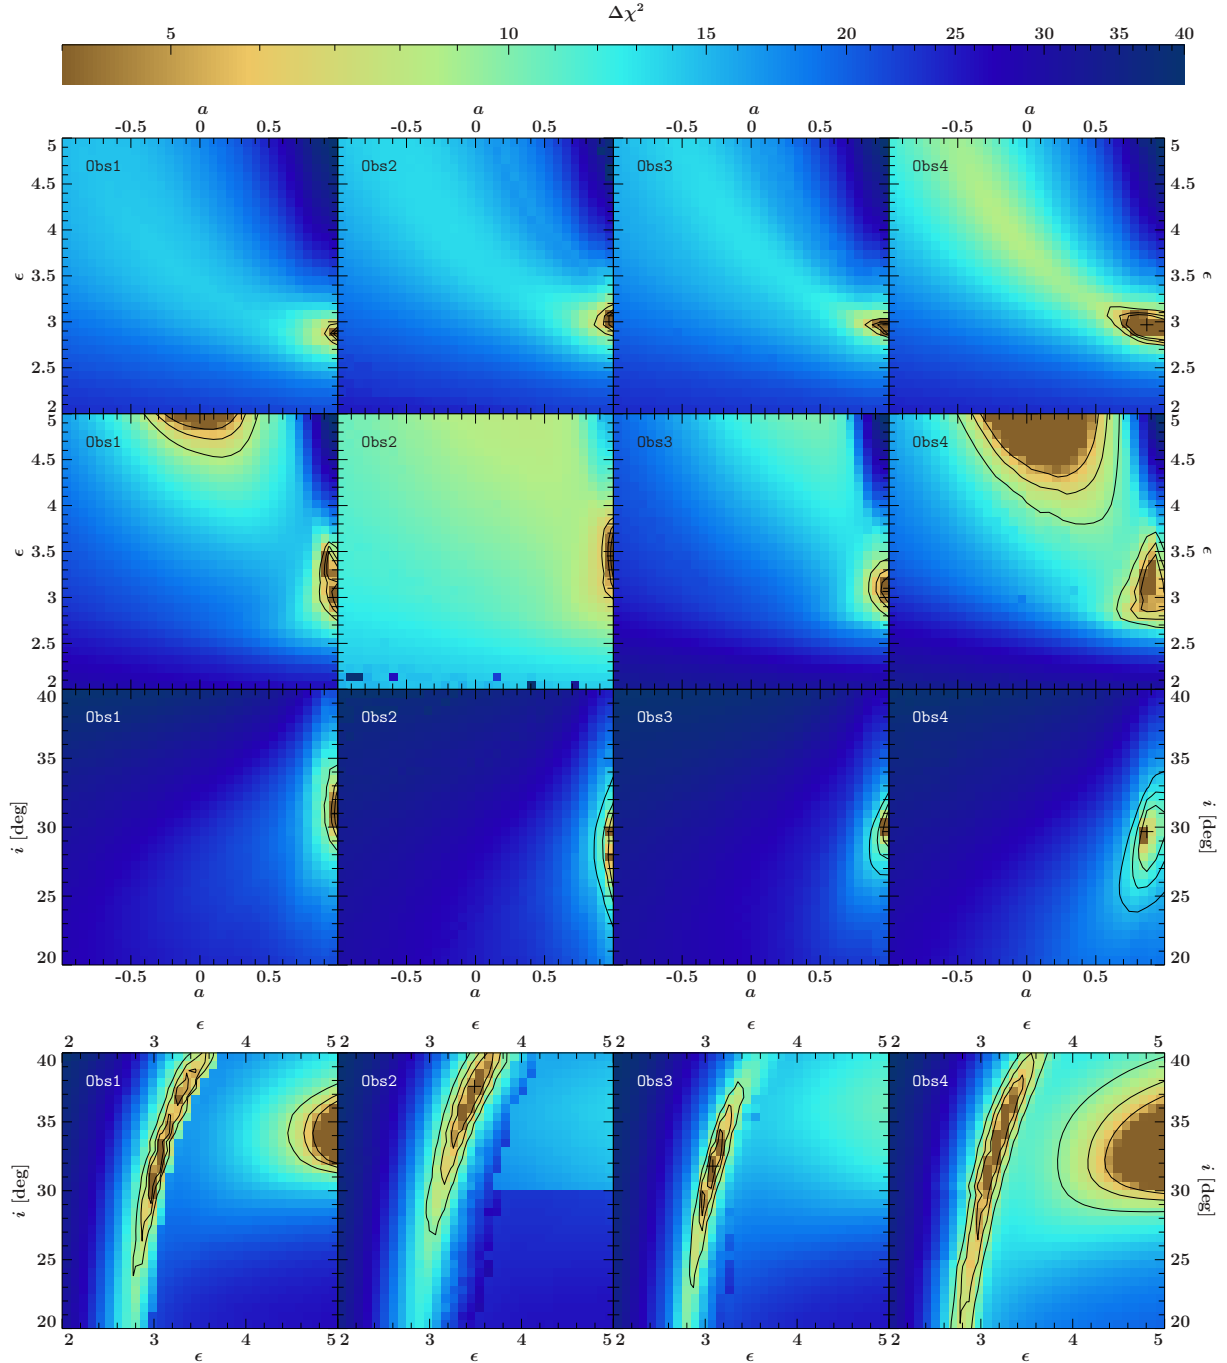 Δχ²
5 10 15 20 25 30 35 40
a a a a
-0.5 0 0.5 -0.5 0 0.5 -0.5 0 0.5 -0.5 0 0.5
5 Obs1 Obs2 Obs3 Obs4 5
4.5 4.5
4 4
3.5 3.5
ϵ ϵ
3 3
2.5 2.5
2 2
5 Obs1 Obs2 Obs3 Obs4 5
4.5 4.5
4 4
3.5 3.5
ϵ ϵ
3 3
2.5 2.5
2 2
40 Obs1 Obs2 Obs3 Obs4 40
35 35
30 30
i [deg] i [deg]
25 25
20 20
-0.5 0 0.5 -0.5 0 0.5 -0.5 0 0.5 -0.5 0 0.5
a a a a
ϵ ϵ ϵ ϵ
2 3 4 5 2 3 4 5 2 3 4 5 2 3 4 5
40 Obs1 Obs2 Obs3 Obs4 40
35 35
30 30
i [deg] i [deg]
25 25
20 20
2 3 4 5 2 3 4 5 2 3 4 5 2 3 4 5
ϵ ϵ ϵ ϵ